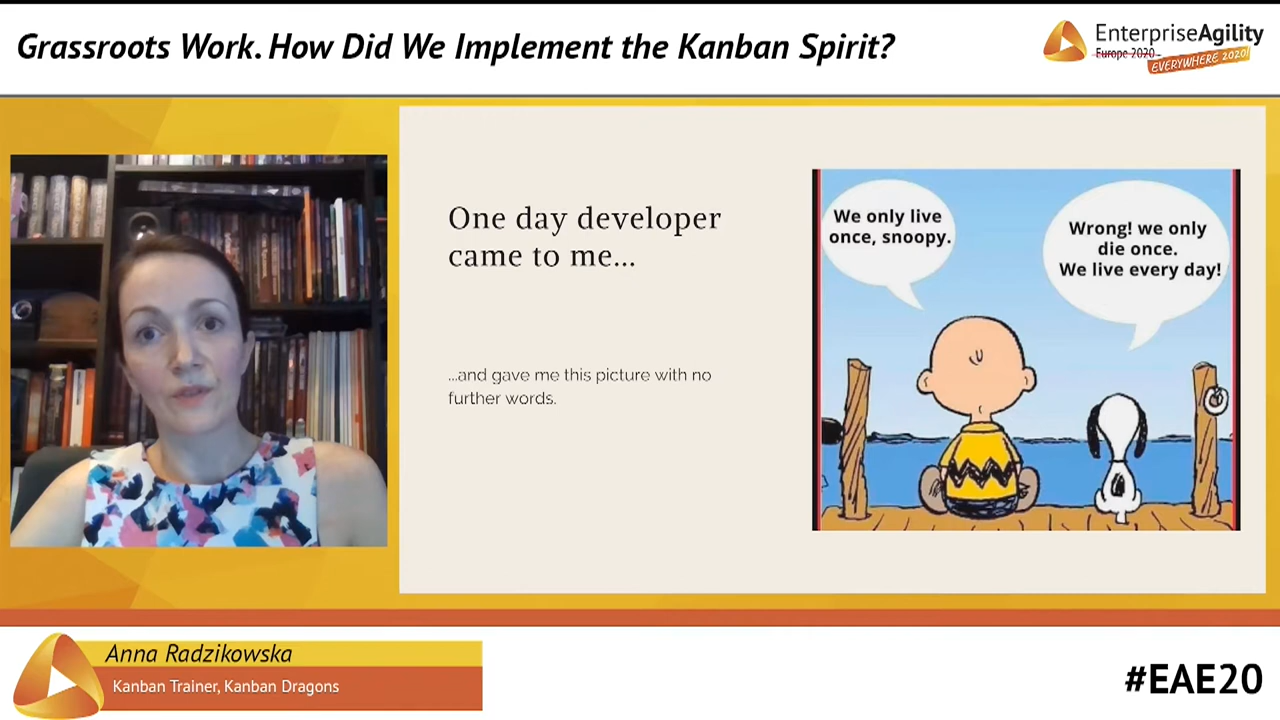 Grassroots Work. How Did We Implement the Kanban Spirit?
EnterpriseAgility
Europe 2020
EVERYWHERE 2020!
One day developer
came to me...
...and gave me this picture with no
further words.
We only live
once, snoopy.
Wrong! we only
die once.
We live every day!
Anna Radzikowska
Kanban Trainer, Kanban Dragons
#EAE20